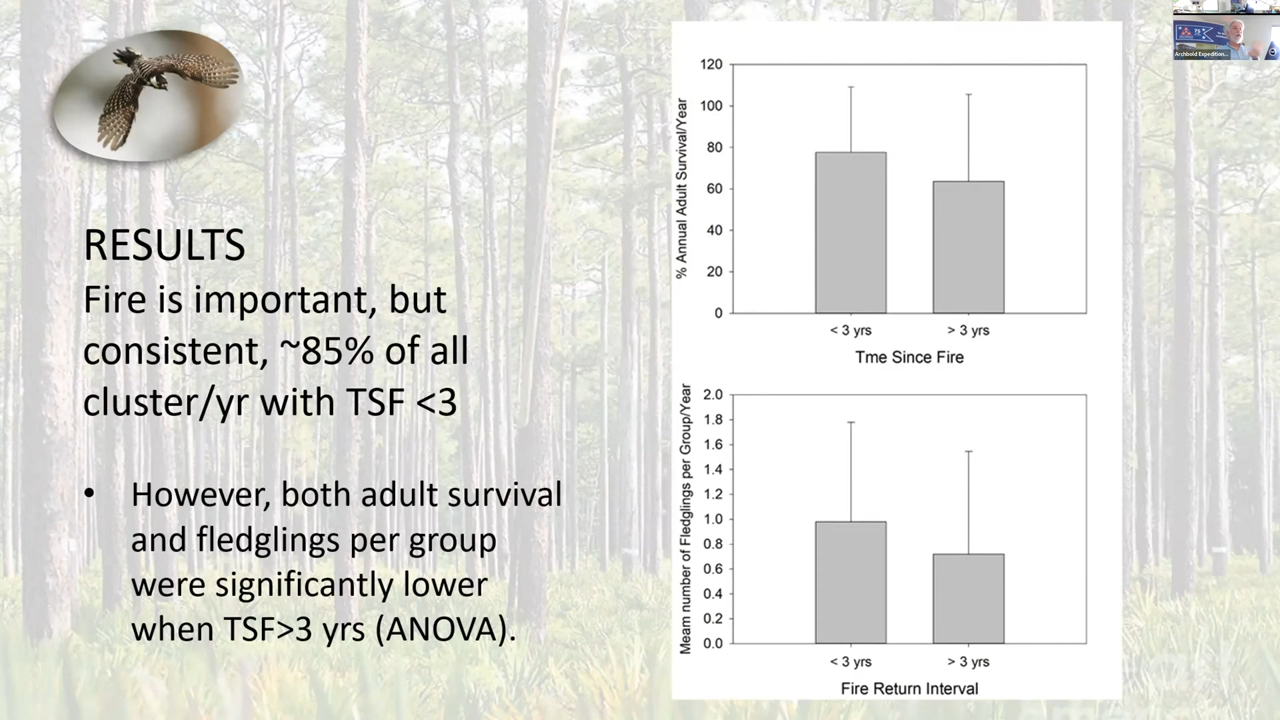 RESULTS
Fire is important, but
consistent, ~85% of all
cluster/yr with TSF <3
• However, both adult survival
and fledglings per group
were significantly lower
when TSF>3 yrs (ANOVA).
% Annual Adult Survival/Year
120
100
80
60
40
20
0
< 3 yrs > 3 yrs
Tme Since Fire
Meam number of Fledglings per Group/Year
2.0
1.8
1.6
1.4
1.2
1.0
0.8
0.6
0.4
0.2
0.0
< 3 yrs > 3 yrs
Fire Return Interval
Archbold Expedition...